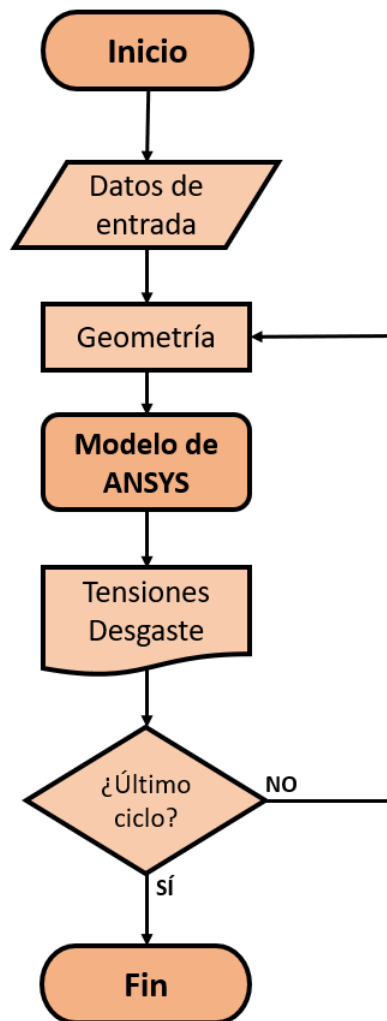 Inicio
Datos de
entrada
Geometría
Modelo de
ANSYS
Tensiones
Desgaste
¿Último
ciclo?
NO
SÍ
Fin